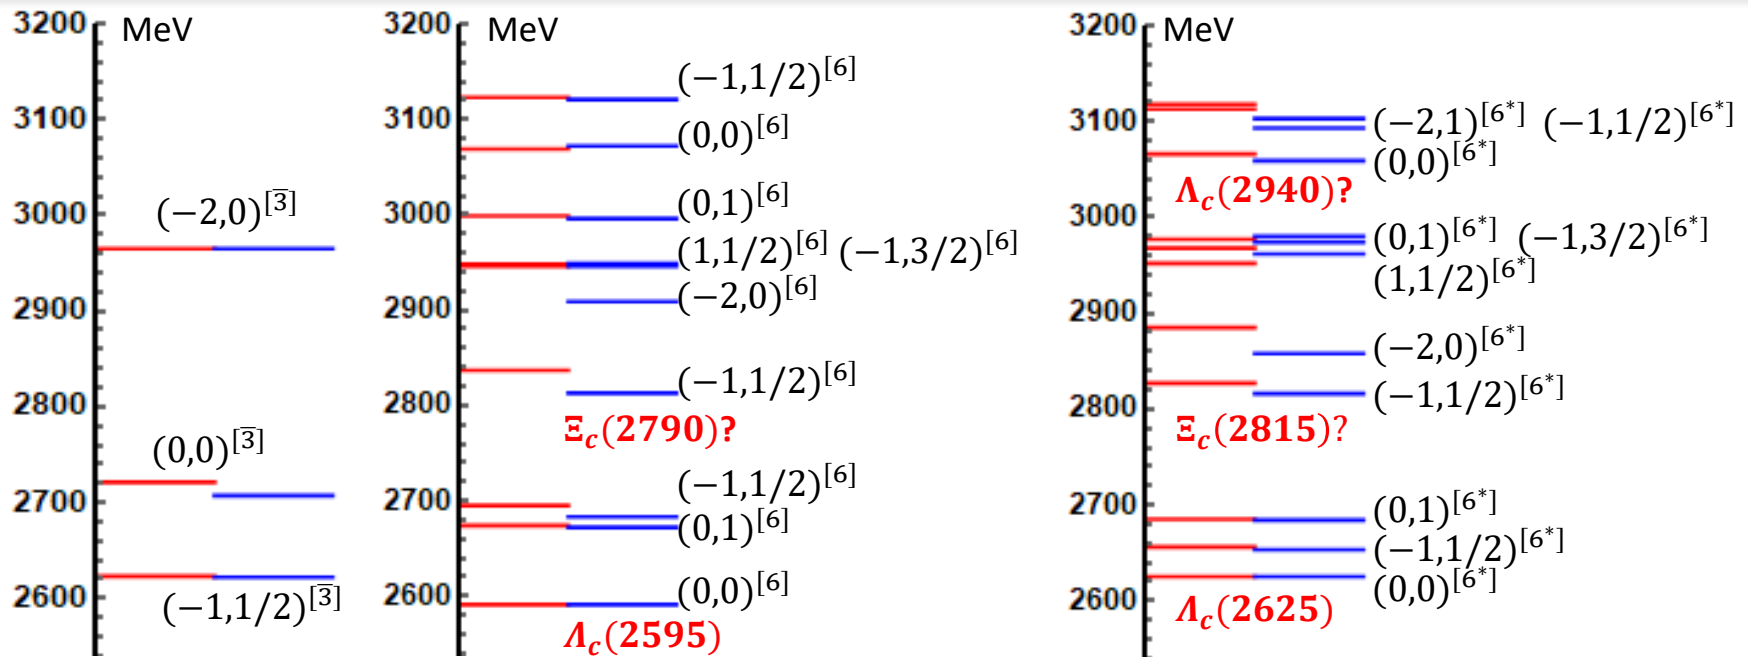 3200 MeV
3100
3000 (−2,0)^[3̅]
2900
2800
(0,0)^[3̅]
2700
2600 (−1,1/2)^[3̅]
3200 MeV
(−1,1/2)^[6]
3100
(0,0)^[6]
3000 (0,1)^[6]
(1,1/2)^[6] (−1,3/2)^[6]
2900 (−2,0)^[6]
(−1,1/2)^[6]
2800
Ξc(2790)?
2700 (−1,1/2)^[6]
(0,1)^[6]
2600 (0,0)^[6]
Λc(2595)
3200 MeV
3100 (−2,1)^[6*] (−1,1/2)^[6*]
(0,0)^[6*]
Λc(2940)?
3000 (0,1)^[6*] (−1,3/2)^[6*]
(1,1/2)^[6*]
2900
(−2,0)^[6*]
2800 (−1,1/2)^[6*]
Ξc(2815)?
2700 (0,1)^[6*]
(−1,1/2)^[6*]
2600 (0,0)^[6*]
Λc(2625)